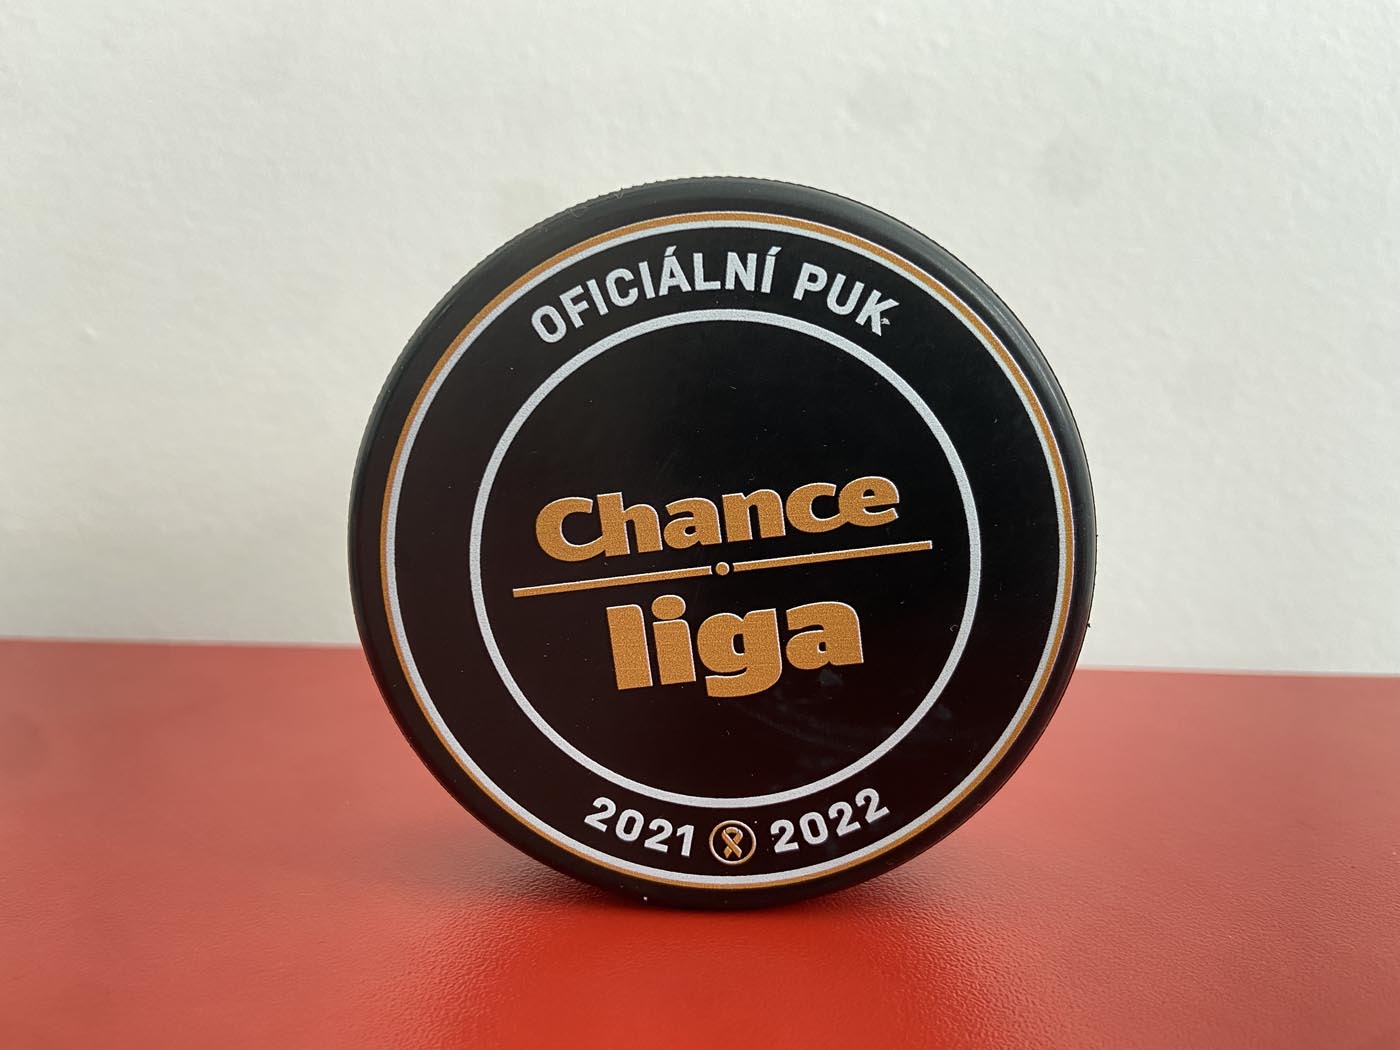 OFICIÁLNÍ PUK
Chance
liga
2021 2022